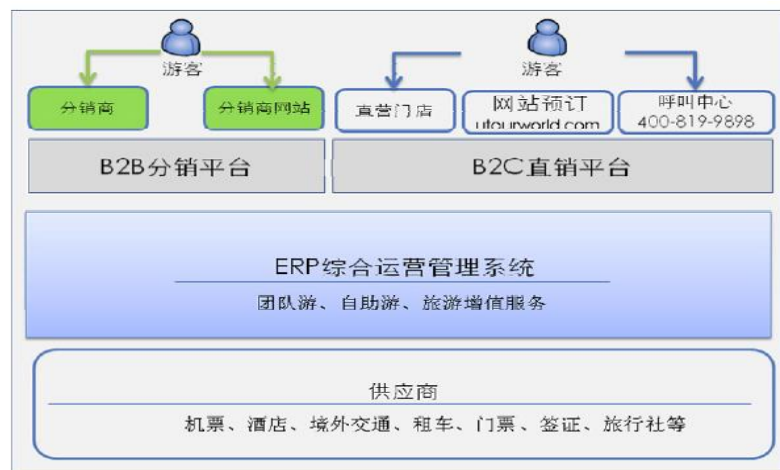 游客
游客
分销商
分销商网站
直营门店
网站预订
utourworld.com
呼叫中心
400-819-9898
B2B分销平台
B2C直销平台
ERP综合运营管理系统
团队游、自助游、旅游增值服务
供应商
机票、酒店、境外交通、租车、门票、签证、旅行社等